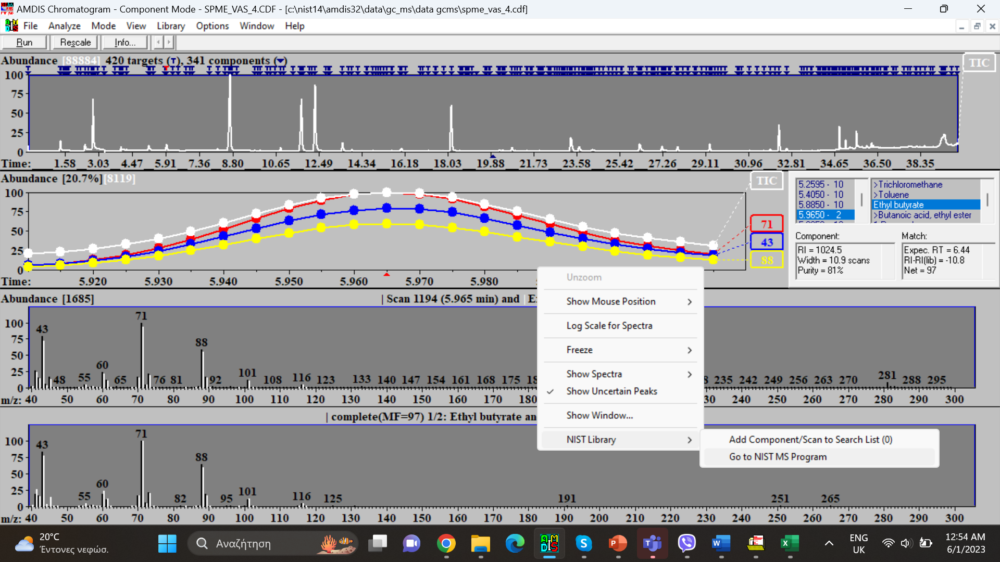 AMDIS Chromatogram - Component Mode - SPME_VAS_4.CDF - [c:\nist14\amdis32\data\gc_ms\data gcms\spme_vas_4.cdf]
File Analyze Mode View Library Options Window Help
Run Rescale Info...
Abundance [88884] 420 targets (T), 341 components
TIC
100
75
50
25
0
Time: 1.58 3.03 4.47 5.91 7.36 8.80 10.65 12.49 14.34 16.18 18.03 19.88 21.73 23.58 25.42 27.26 29.11 30.96 32.81 34.65 36.50 38.35
Abundance [20.7%][8119]
TIC
100
75
50
25
0
71
43
88
Time: 5.920 5.930 5.940 5.950 5.960 5.970 5.980
5.2595 - 10
5.4050 - 10
5.8850 - 10
5.9650 - 2
>Trichloromethane
>Toluene
Ethyl butyrate
>Butanoic acid, ethyl ester
Component:
RI = 1024.5
Width = 10.9 scans
Purity = 81%
Match:
Expec. RT = 6.44
RI-RI(lib) = -10.8
Net = 97
Abundance [1685] | Scan 1194 (5.965 min) and | E
100
75
50
25
0
43 48 55 60 65 71 76 81 88 92 101 108 116 123 133 140 147 154 161 168 175 18 8 235 242 249 256 263 270 281 288 295
m/z: 40 50 60 70 80 90 100 110 120 130 140 150 160 170 180 30 240 250 260 270 280 290 300
| complete(MF=97) 1/2: Ethyl butyrate an
100
75
50
25
0
43 55 60 71 82 88 95 101 116 125 191 251 265
m/z: 40 50 60 70 80 90 100 110 120 130 140 150 160 170 180 190 200 210 220 230 240 250 260 270 280 290 300
Unzoom
Show Mouse Position
Log Scale for Spectra
Freeze
Show Spectra
Show Uncertain Peaks
Show Window...
NIST Library
Add Component/Scan to Search List (0)
Go to NIST MS Program
20°C
Έντονες νεφώσ.
Αναζήτηση
ENG
UK
12:54 AM
6/1/2023